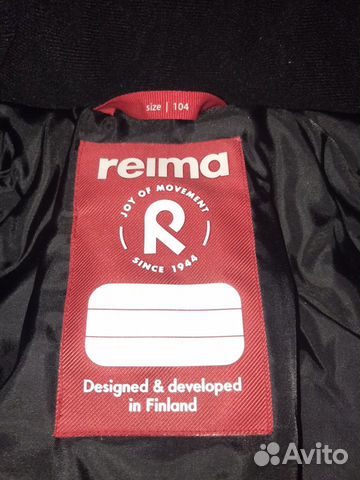 size | 104
reima
JOY OF MOVEMENT
R
SINCE 1944
Designed & developed
in Finland
Avito